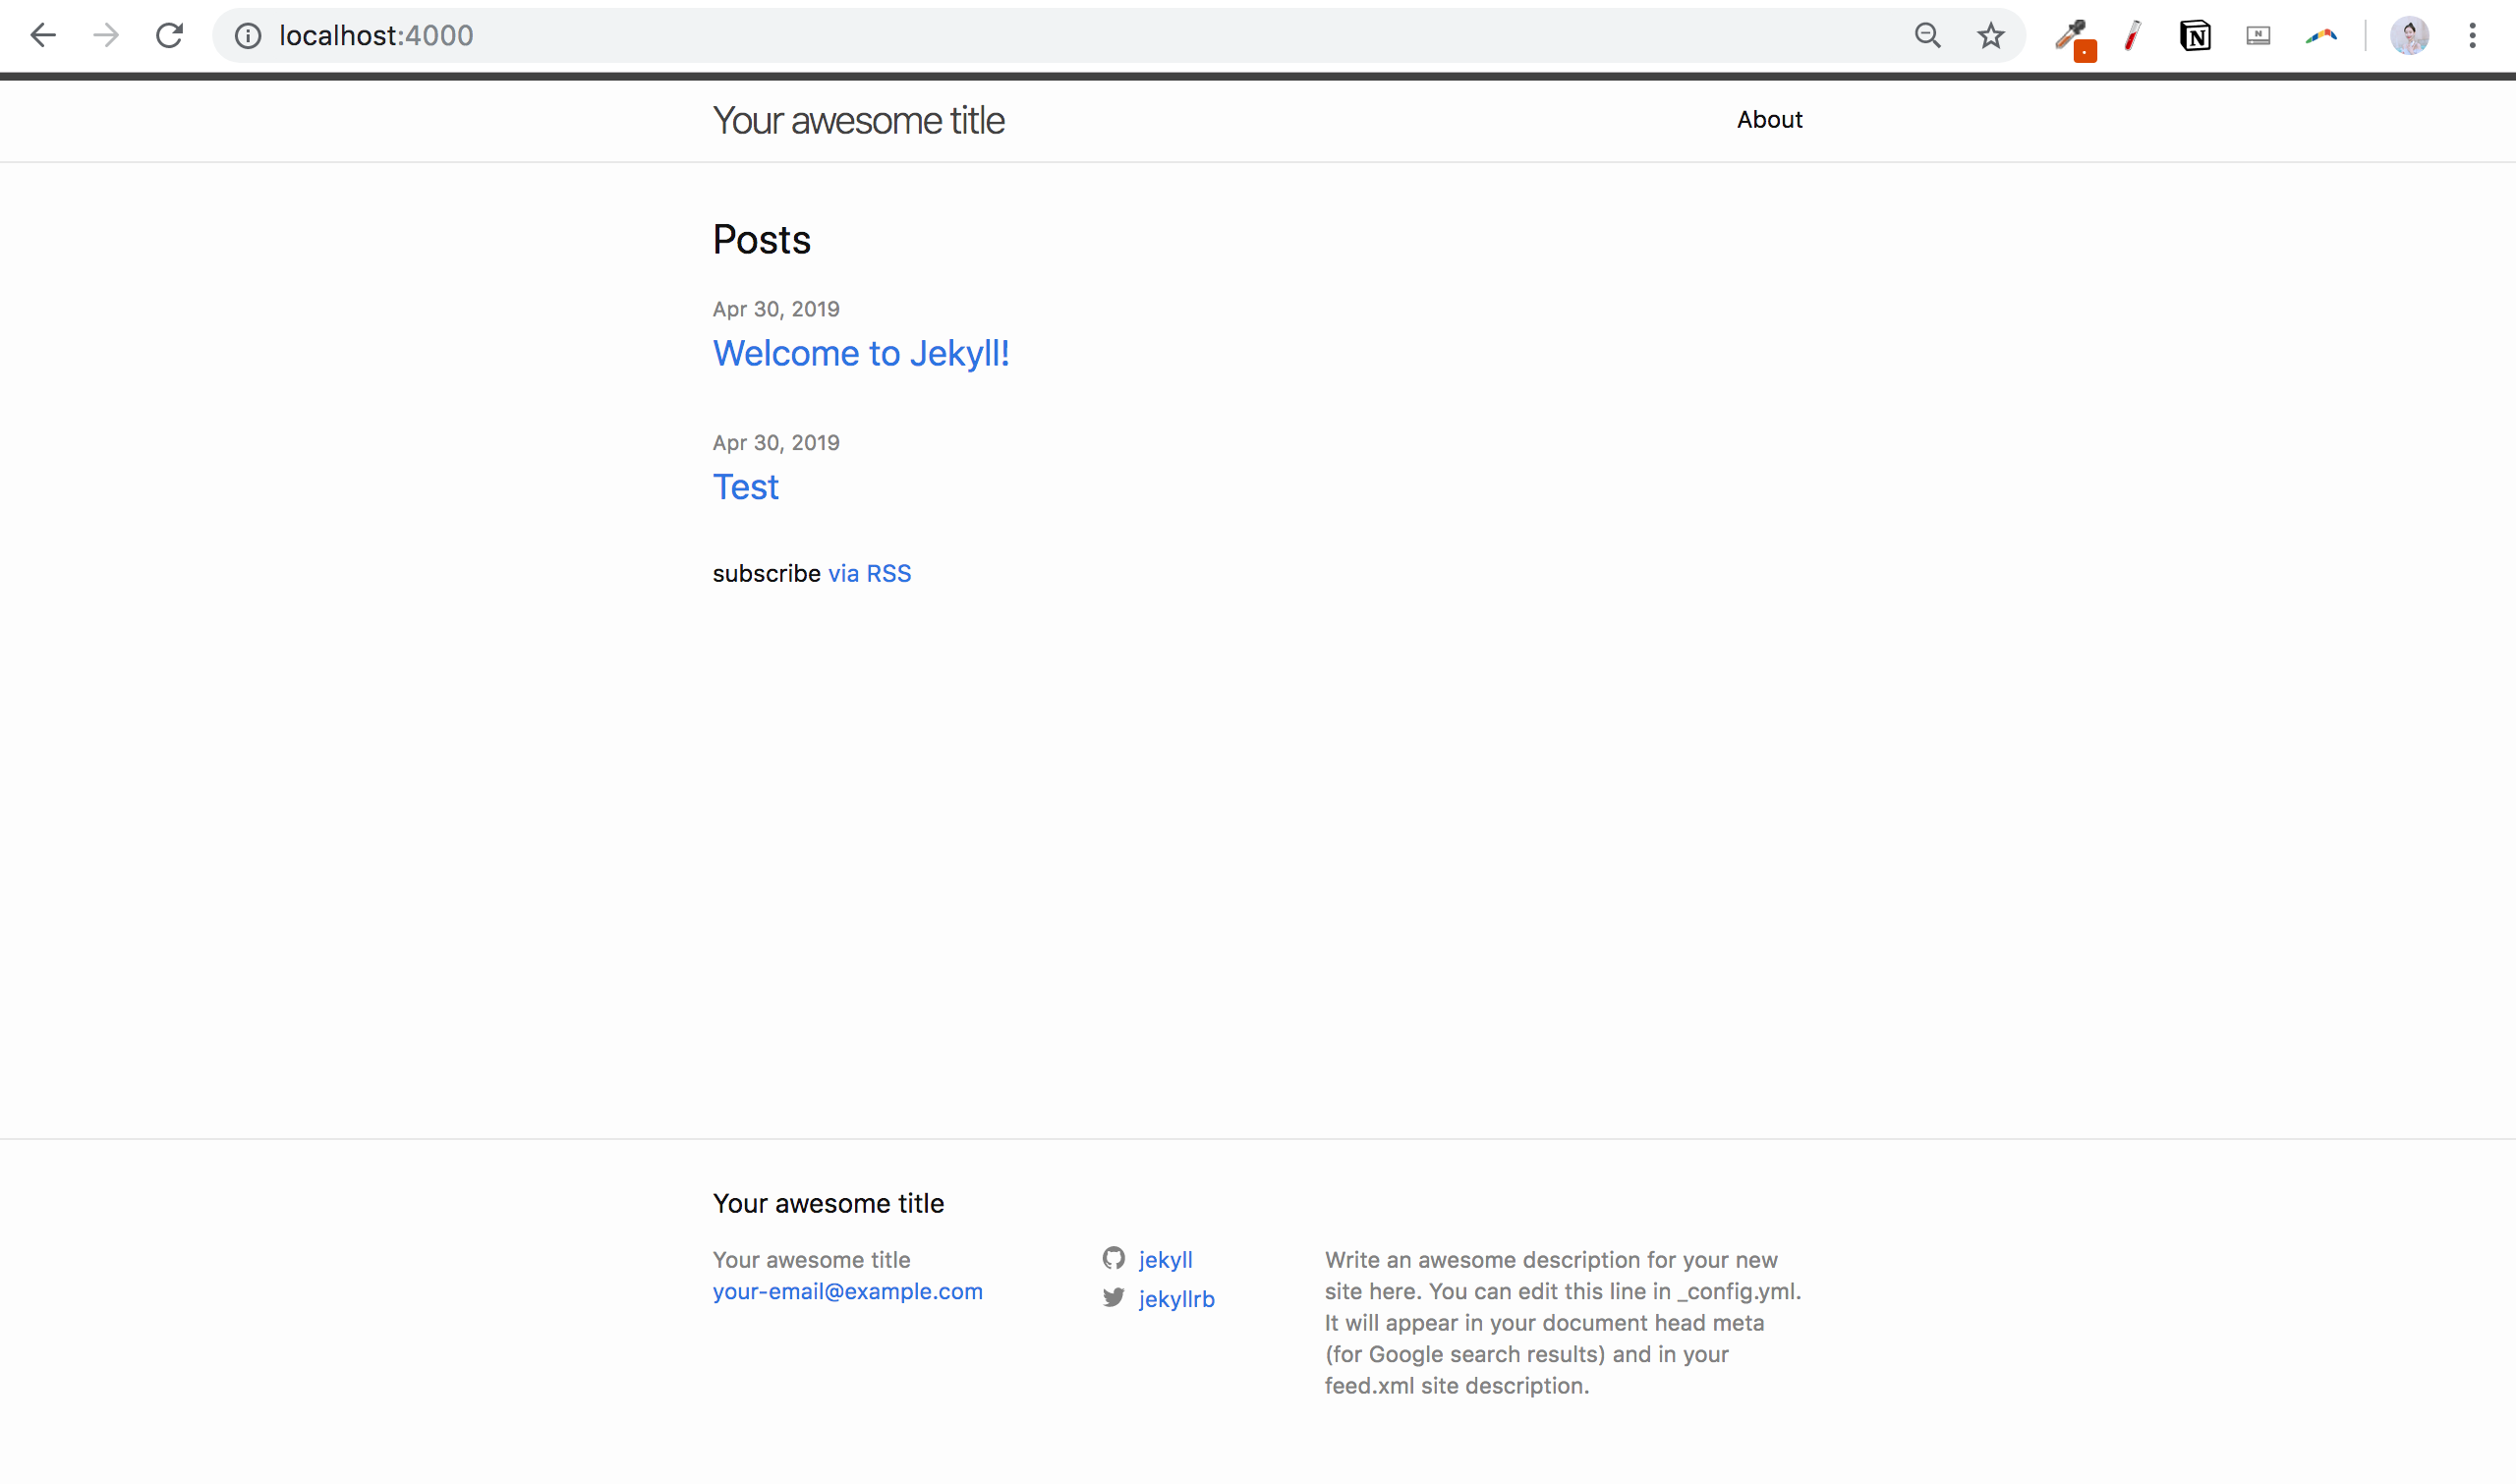 localhost:4000
Your awesome title
About
Posts
Apr 30, 2019
Welcome to Jekyll!
Apr 30, 2019
Test
subscribe via RSS
Your awesome title
Your awesome title
your-email@example.com
jekyll
jekyllrb
Write an awesome description for your new
site here. You can edit this line in _config.yml.
It will appear in your document head meta
(for Google search results) and in your
feed.xml site description.